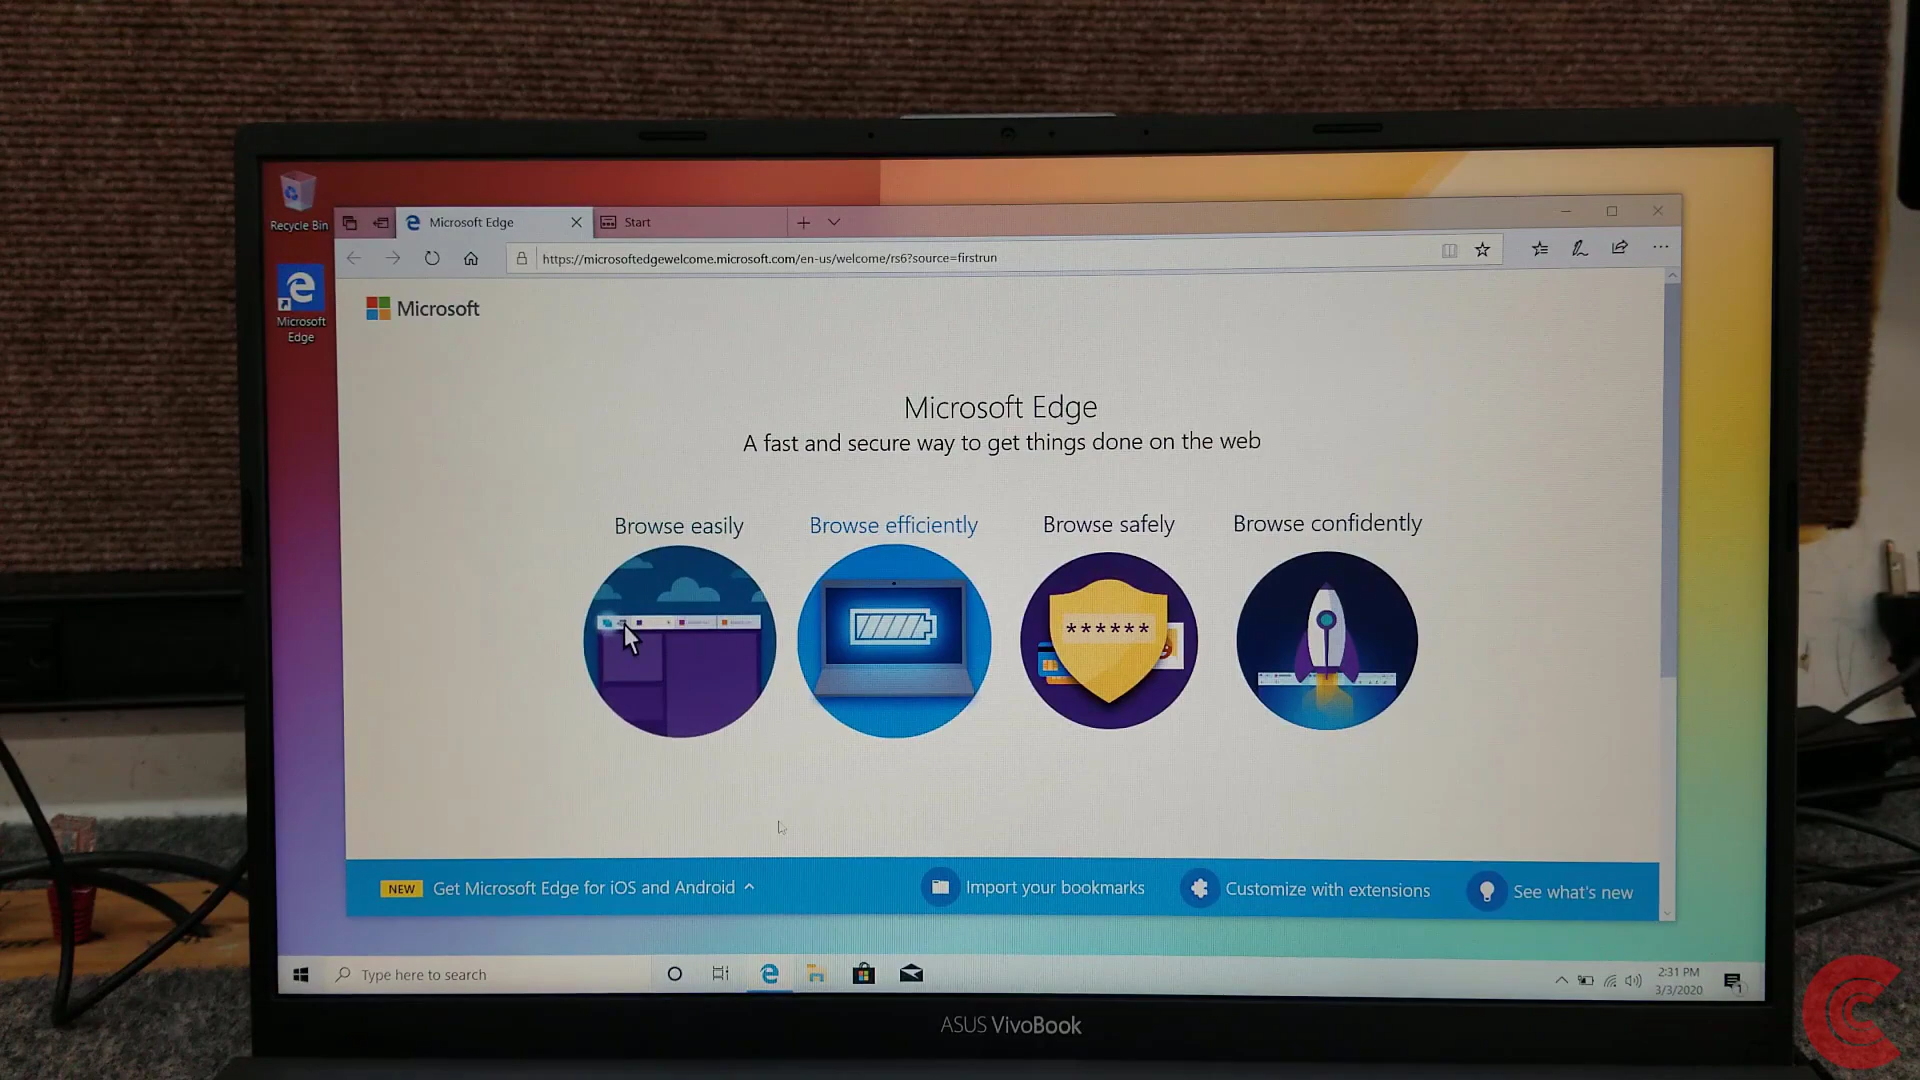 Recycle Bin
Microsoft
Edge
Microsoft Edge
Start
https://microsoftedgewelcome.microsoft.com/en-us/welcome/rs6?source=firstrun
Microsoft
Microsoft Edge
A fast and secure way to get things done on the web
Browse easily
Browse efficiently
Browse safely
Browse confidently
******
NEW
Get Microsoft Edge for iOS and Android
Import your bookmarks
Customize with extensions
See what's new
Type here to search
2:31 PM
3/3/2020
1
ASUS VivoBook